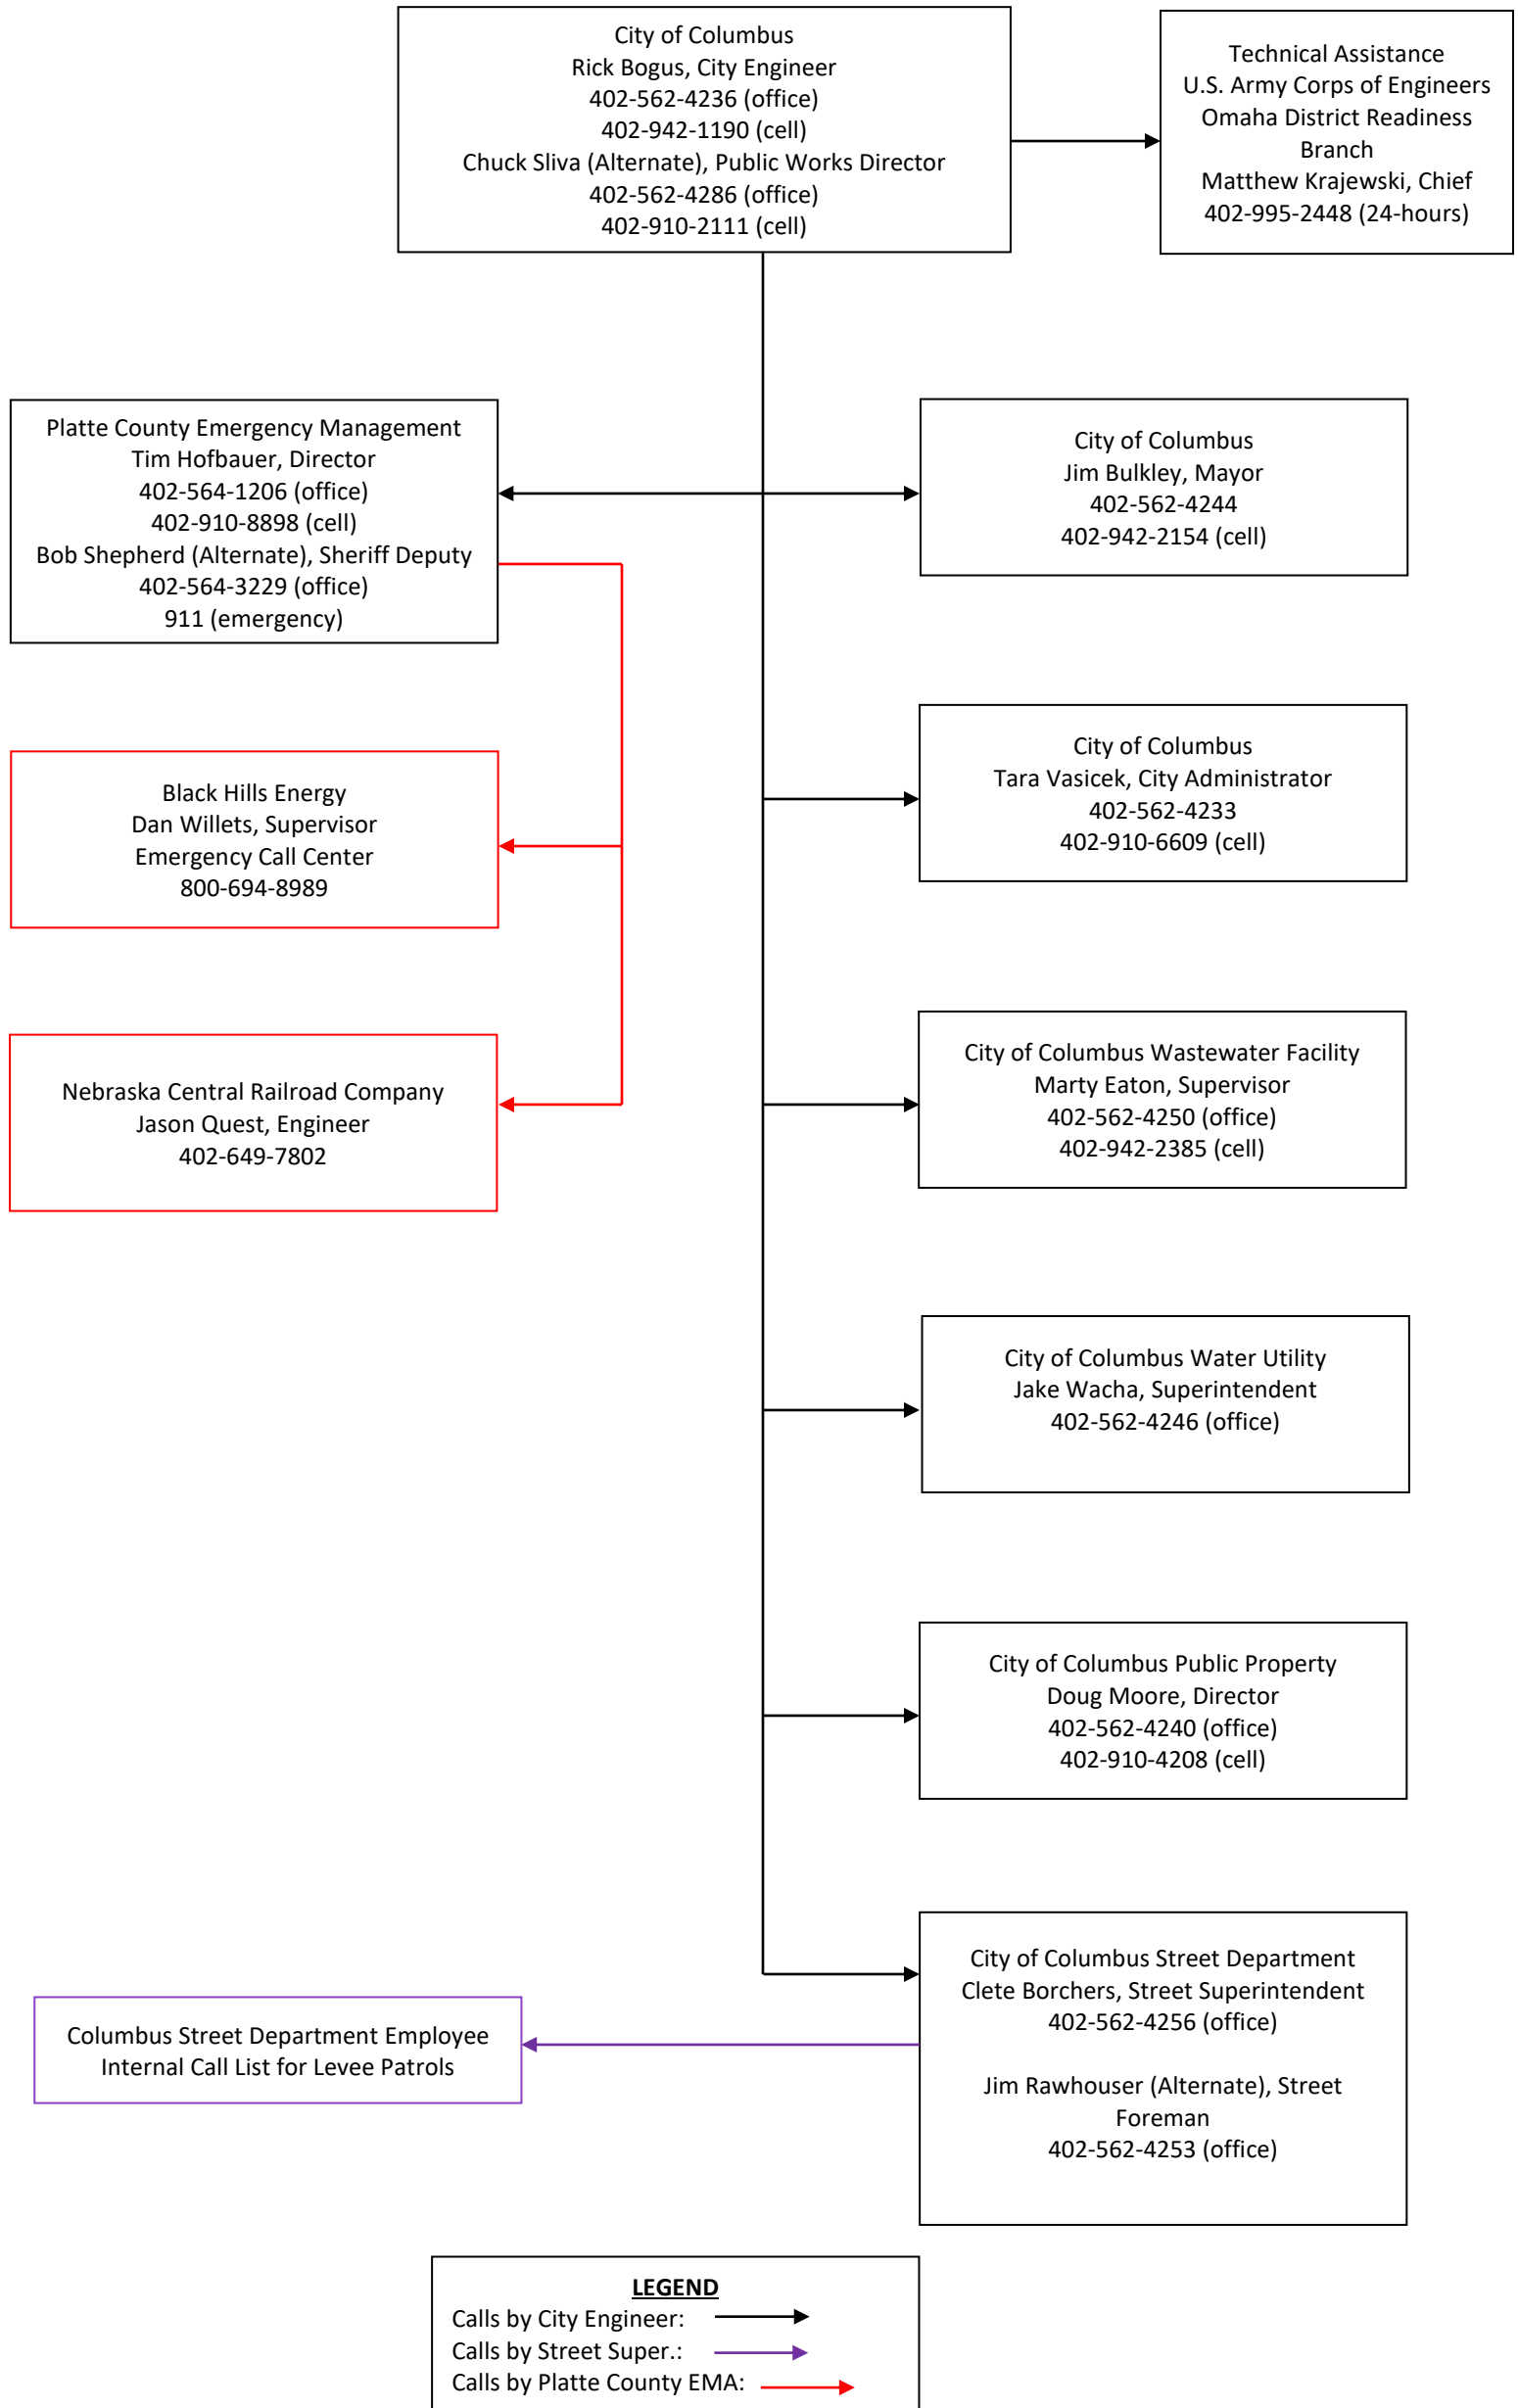 City of Columbus
Rick Bogus, City Engineer
402-562-4236 (office)
402-942-1190 (cell)
Chuck Sliva (Alternate), Public Works Director
402-562-4286 (office)
402-910-2111 (cell)
Technical Assistance
U.S. Army Corps of Engineers
Omaha District Readiness
Branch
Matthew Krajewski, Chief
402-995-2448 (24-hours)
Platte County Emergency Management
Tim Hofbauer, Director
402-564-1206 (office)
402-910-8898 (cell)
Bob Shepherd (Alternate), Sheriff Deputy
402-564-3229 (office)
911 (emergency)
City of Columbus
Jim Bulkley, Mayor
402-562-4244
402-942-2154 (cell)
City of Columbus
Tara Vasicek, City Administrator
402-562-4233
402-910-6609 (cell)
Black Hills Energy
Dan Willets, Supervisor
Emergency Call Center
800-694-8989
Nebraska Central Railroad Company
Jason Quest, Engineer
402-649-7802
City of Columbus Wastewater Facility
Marty Eaton, Supervisor
402-562-4250 (office)
402-942-2385 (cell)
City of Columbus Water Utility
Jake Wacha, Superintendent
402-562-4246 (office)
City of Columbus Public Property
Doug Moore, Director
402-562-4240 (office)
402-910-4208 (cell)
City of Columbus Street Department
Clete Borchers, Street Superintendent
402-562-4256 (office)
Jim Rawhouser (Alternate), Street
Foreman
402-562-4253 (office)
Columbus Street Department Employee
Internal Call List for Levee Patrols
LEGEND
Calls by City Engineer:
Calls by Street Super.:
Calls by Platte County EMA: